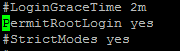 #LoginGraceTime 2m
PermitRootLogin yes
#StrictModes yes